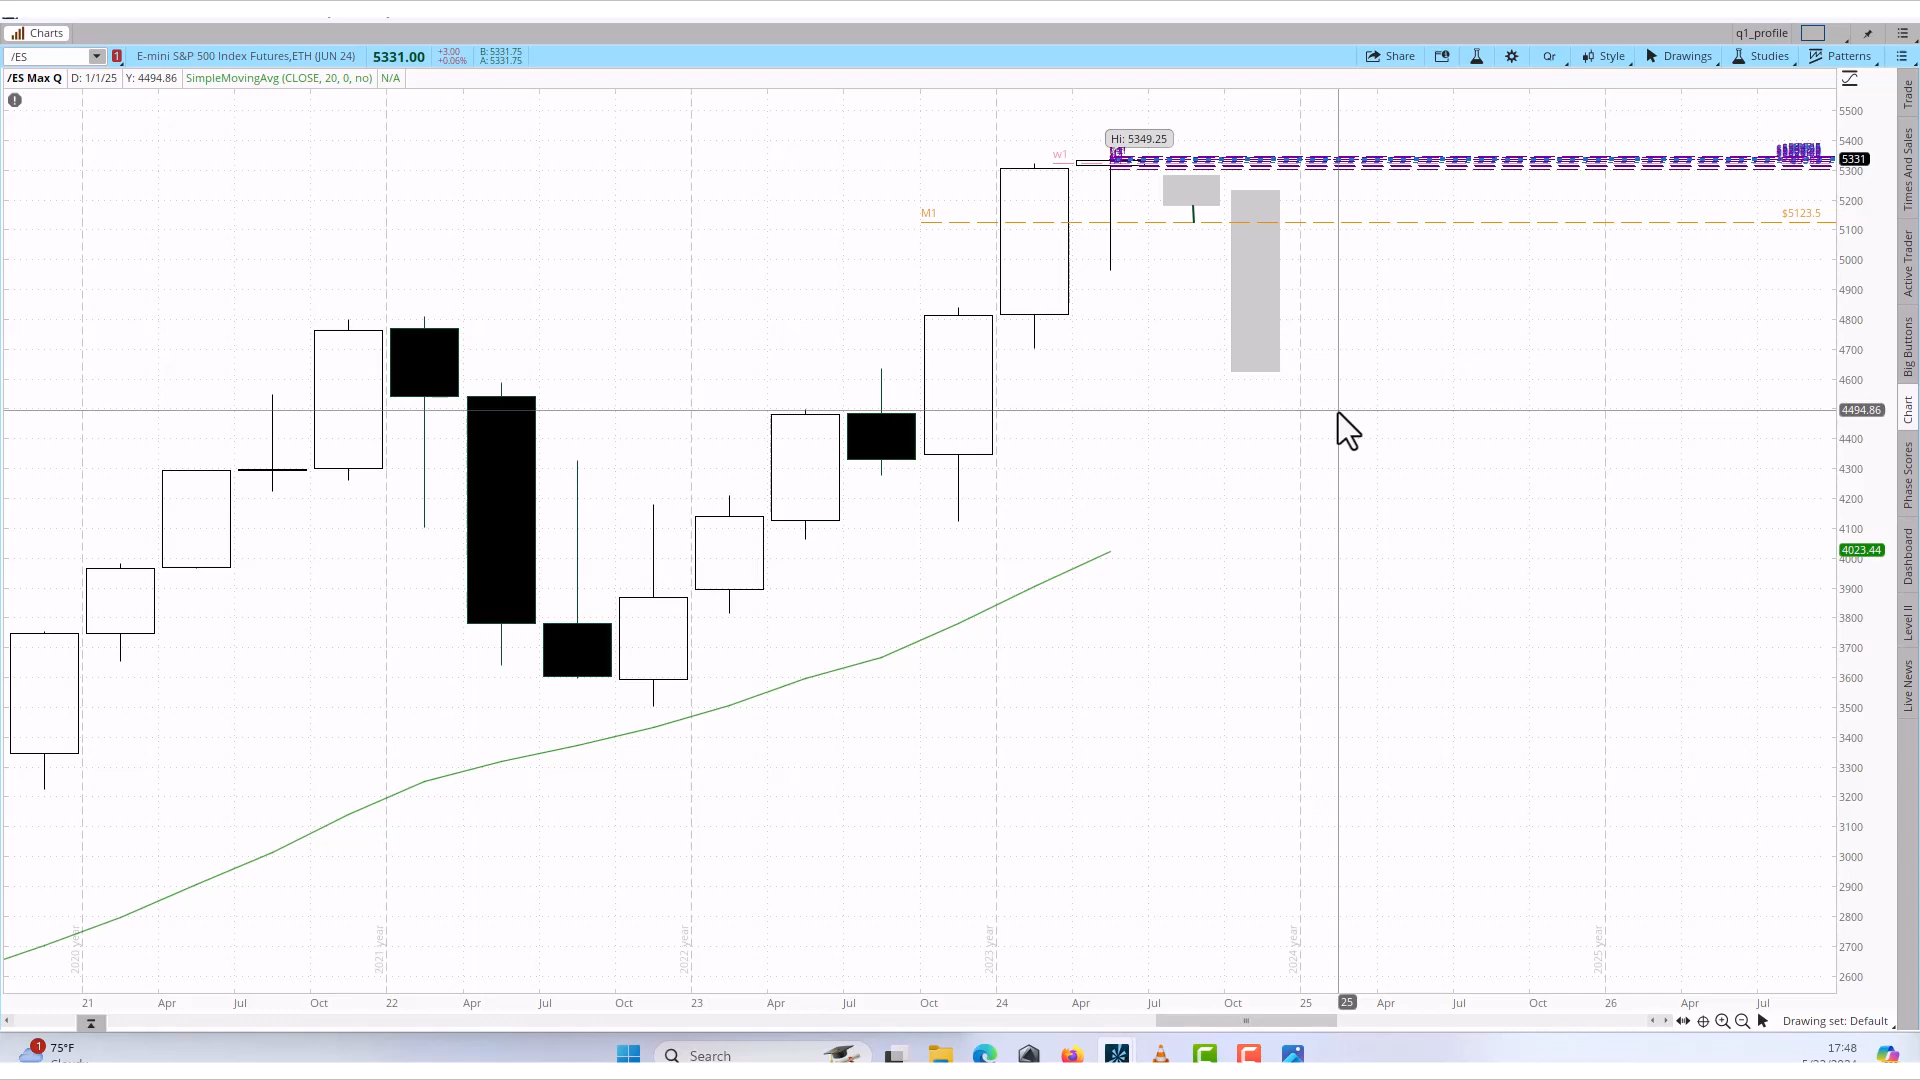 Charts
q1_profile
/ES
1
E-mini S&P 500 Index Futures,ETH (JUN 24)
5331.00
+3.00
+0.06%
B: 5331.75
A: 5331.75
Share
Qr
Style
Drawings
Studies
Patterns
/ES Max Q
D: 1/1/25
Y: 4494.86
SimpleMovingAvg (CLOSE, 20, 0, no)
N/A
Hi: 5349.25
w1
M1
$5123.5
5500
5400
5331
5300
5200
5100
5000
4900
4800
4700
4600
4494.86
4400
4300
4200
4100
4023.44
4000
3900
3800
3700
3600
3500
3400
3300
3200
3100
3000
2900
2800
2700
2600
Trade
Times And Sales
Active Trader
Big Buttons
Chart
Phase Scores
Dashboard
Level II
Live News
2020 year
2021 year
2022 year
2023 year
2024 year
2025 year
21
Apr
Jul
Oct
22
Apr
Jul
Oct
23
Apr
Jul
Oct
24
Apr
Jul
Oct
25
25
Apr
Jul
Oct
26
Apr
Jul
Drawing set: Default
1
75°F
Search
17:48